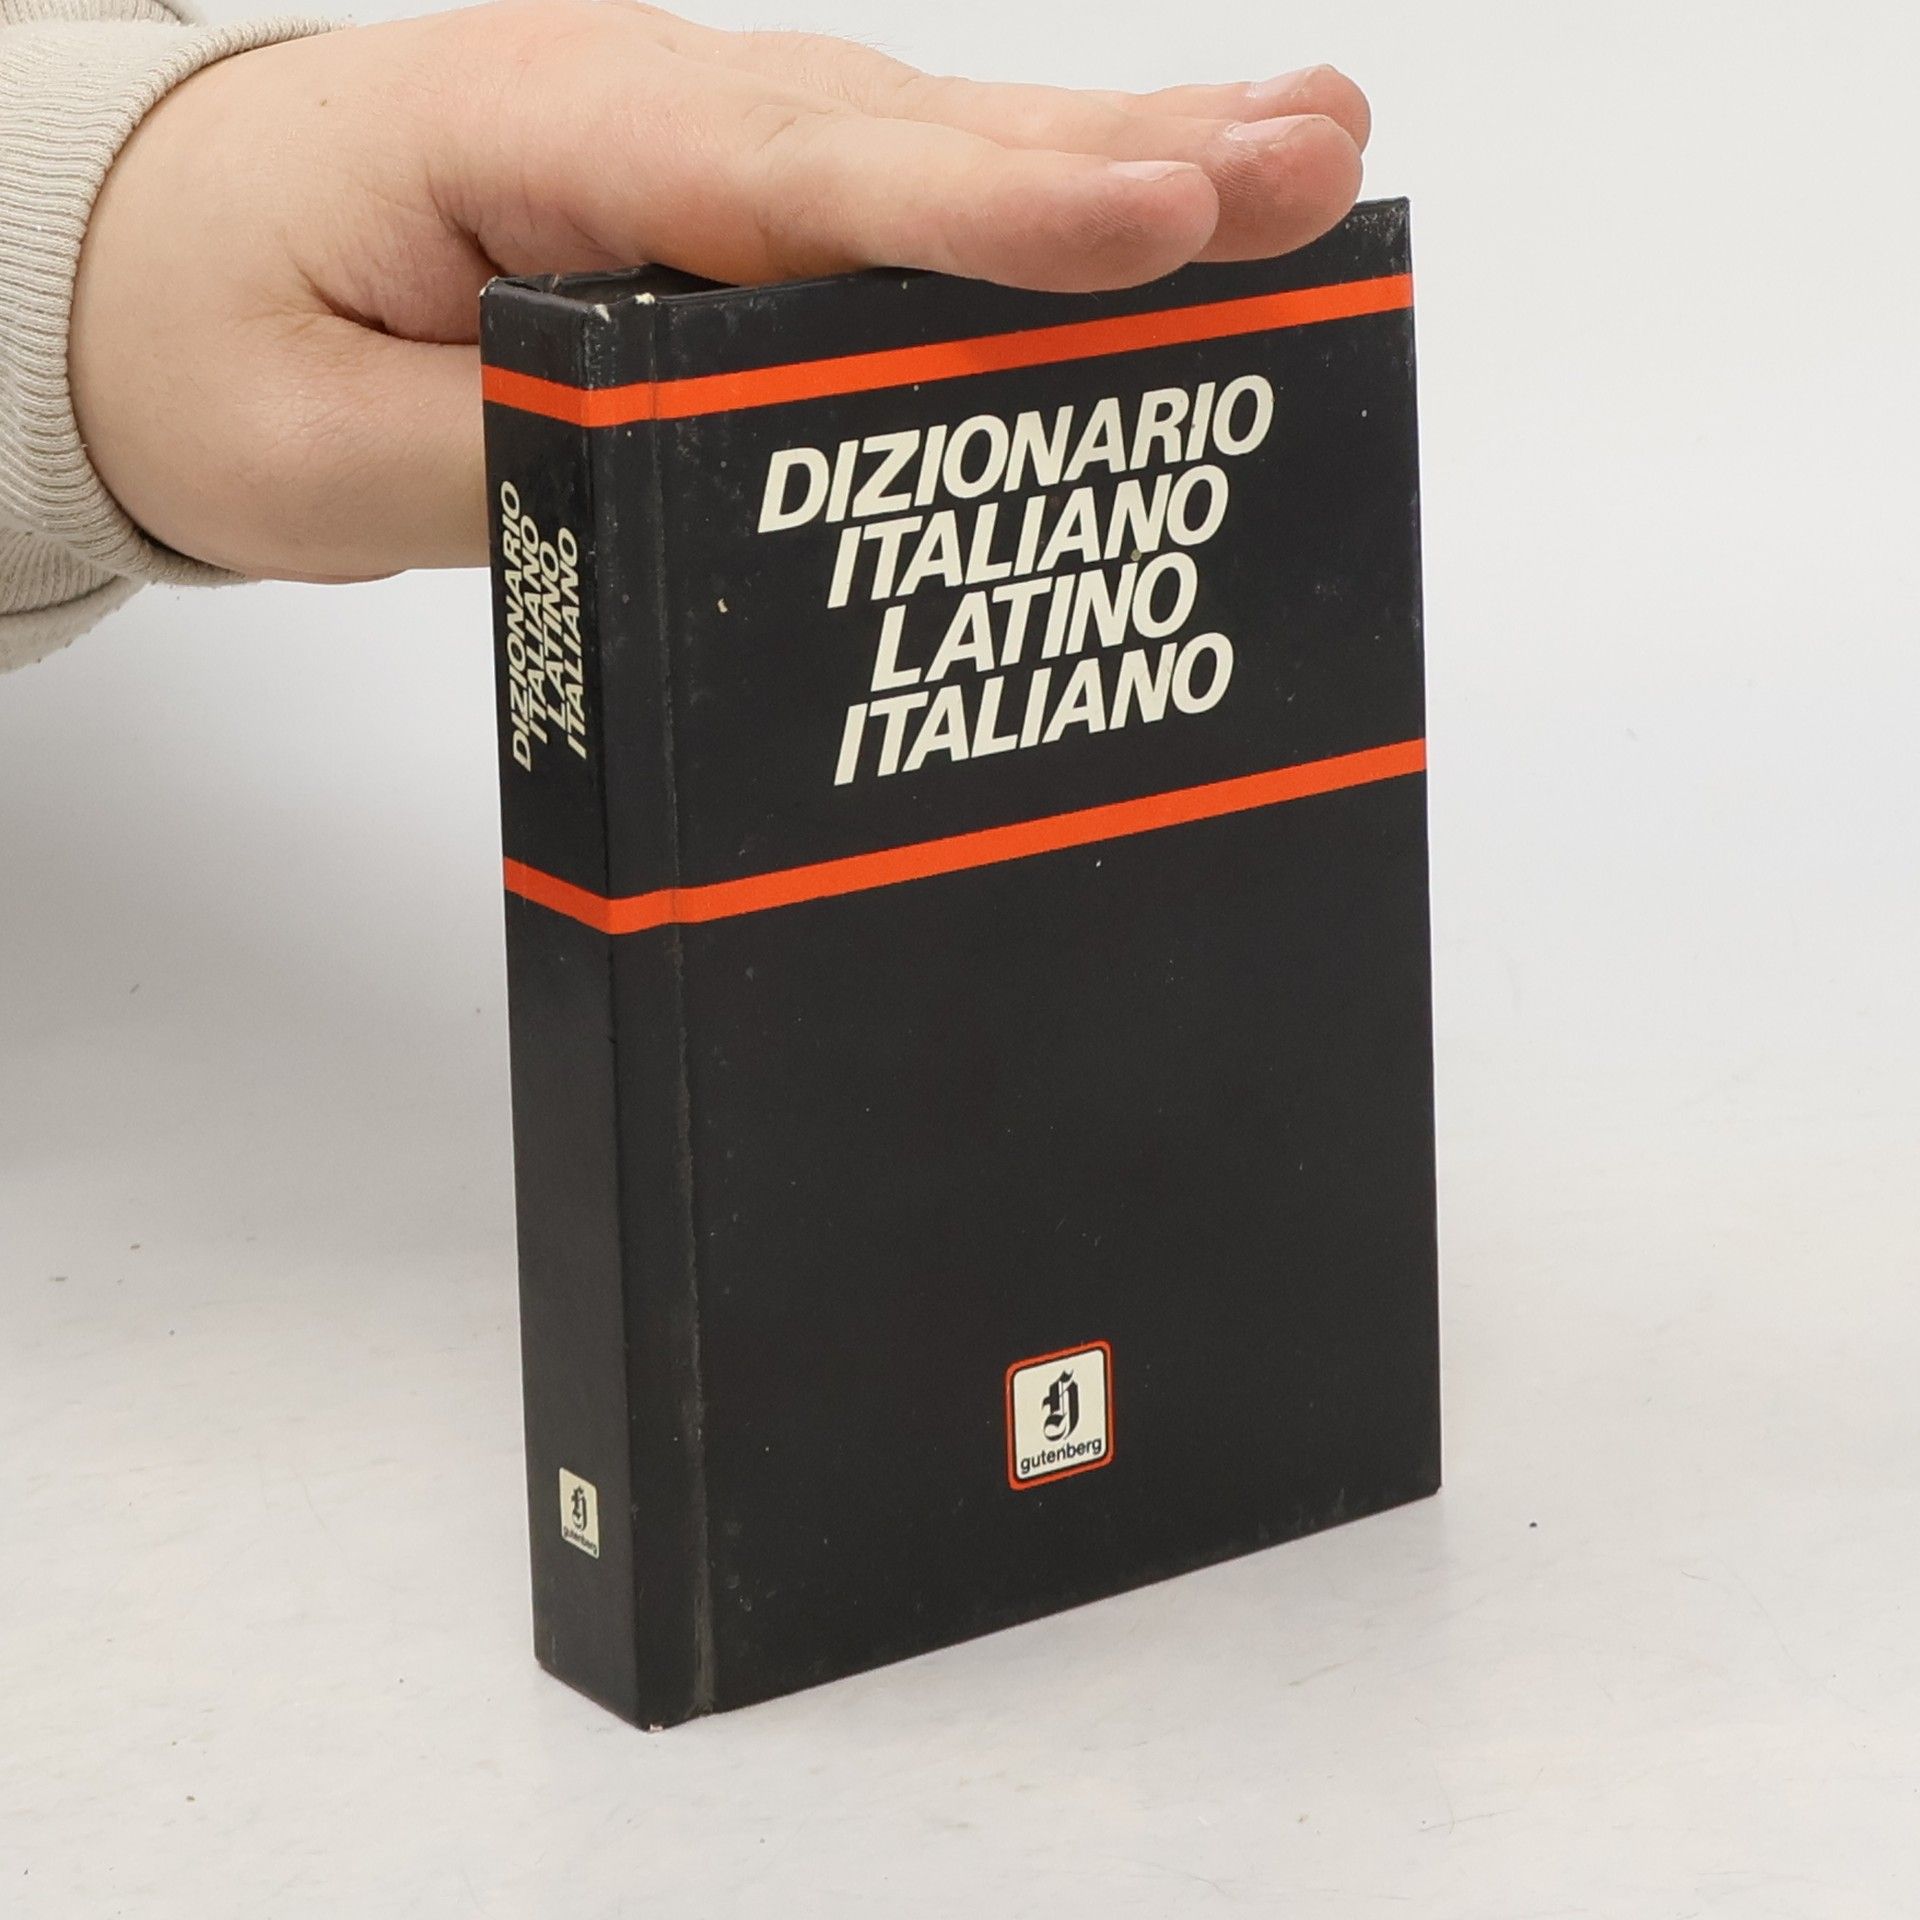 DIZIONARIO
ITALIANO
LATINO
ITALIANO
DIZIONARIO
ITALIANO
LATINO
ITALIANO
G
gutenberg
G
gutenberg